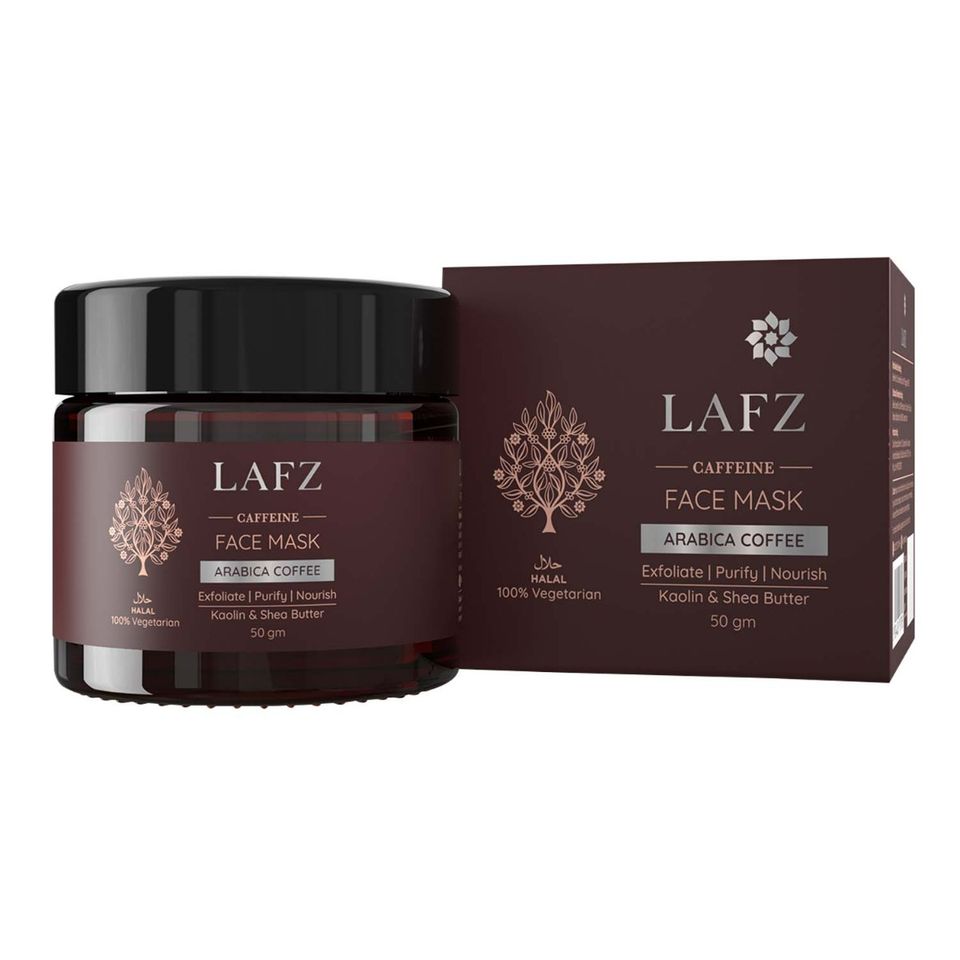 LAFZ
CAFFEINE
FACE MASK
ARABICA COFFEE
Exfoliate | Purify | Nourish
Kaolin & Shea Butter
50 gm
حلال
HALAL
100% Vegetarian
LAFZ
CAFFEINE
FACE MASK
ARABICA COFFEE
Exfoliate | Purify | Nourish
Kaolin & Shea Butter
50 gm
حلال
HALAL
100% Vegetarian